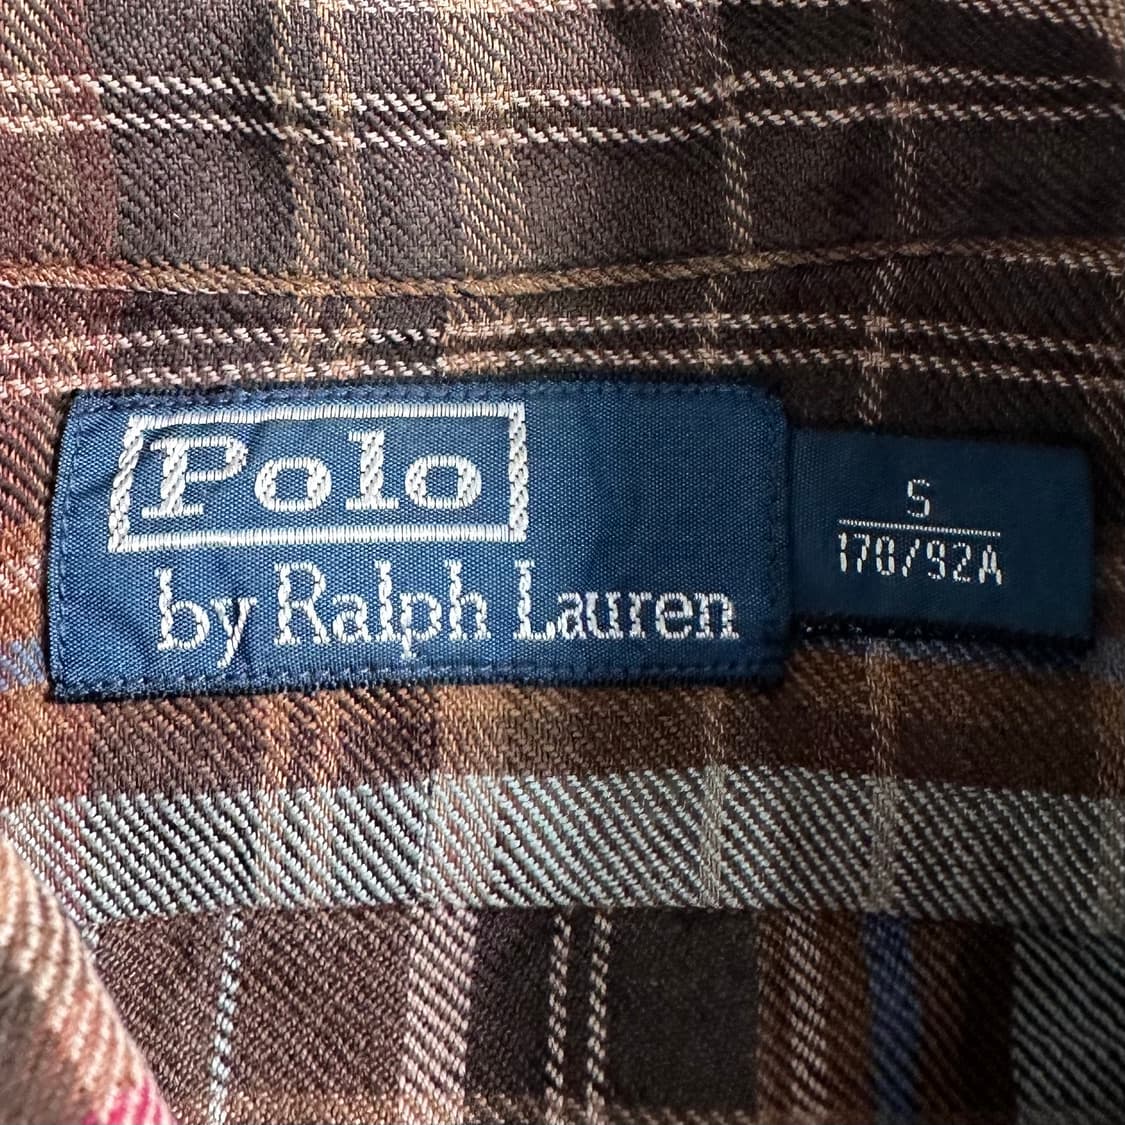 Polo
by Ralph Lauren
S
170/92A